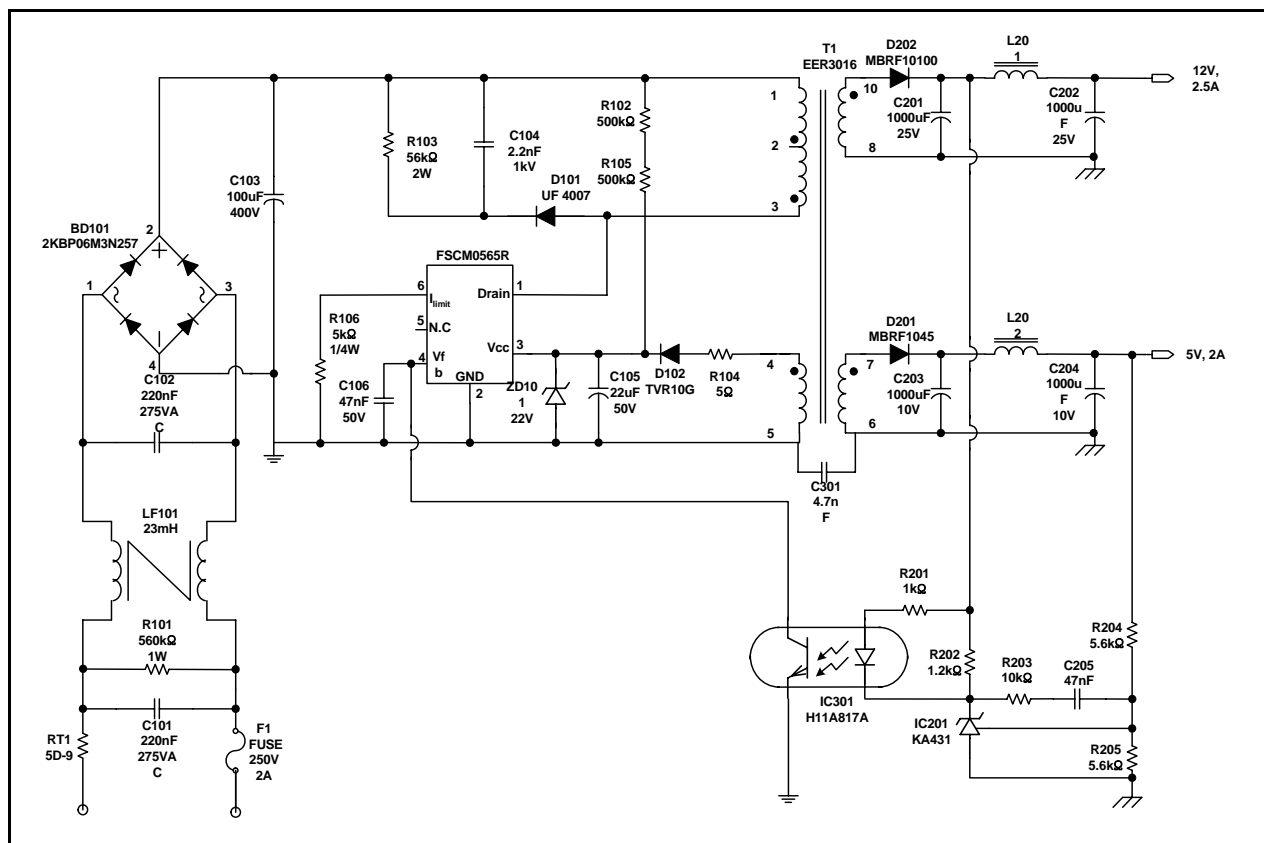 T1
EER3016
D202
MBRF10100
L20
1
12V,
2.5A
1
2
3
10
8
C201
1000uF
25V
C202
1000u
F
25V
R102
500kΩ
R105
500kΩ
R103
56kΩ
2W
C104
2.2nF
1kV
D101
UF 4007
C103
100uF
400V
BD101
2KBP06M3N257
2
1
3
4
FSCM0565R
6
Ilimit
Drain
1
5
N.C
4
Vf
b
Vcc
3
GND
2
R106
5kΩ
1/4W
C106
47nF
50V
ZD10
1
22V
C105
22uF
50V
D102
TVR10G
R104
5Ω
4
5
7
6
D201
MBRF1045
L20
2
5V, 2A
C203
1000uF
10V
C204
1000u
F
10V
C301
4.7n
F
C102
220nF
275VA
C
LF101
23mH
R101
560kΩ
1W
C101
220nF
275VA
C
RT1
5D-9
F1
FUSE
250V
2A
R201
1kΩ
R202
1.2kΩ
R203
10kΩ
C205
47nF
R204
5.6kΩ
R205
5.6kΩ
IC301
H11A817A
IC201
KA431